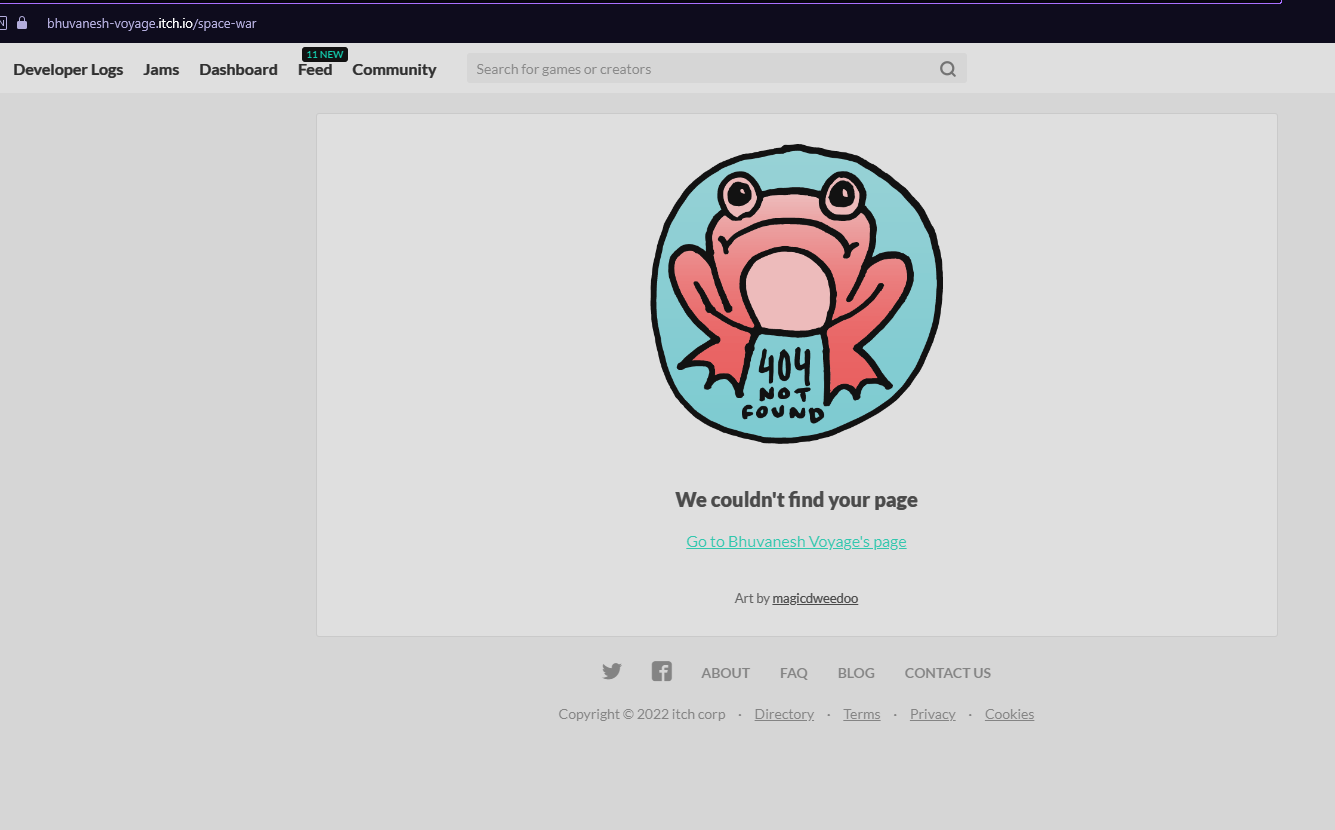 bhuvanesh-voyage.itch.io/space-war
11 NEW
Developer Logs Jams Dashboard Feed Community Search for games or creators
404
NOT
FOUND
We couldn't find your page
Go to Bhuvanesh Voyage's page
Art by magicdweedoo
ABOUT FAQ BLOG CONTACT US
Copyright © 2022 itch corp · Directory · Terms · Privacy · Cookies